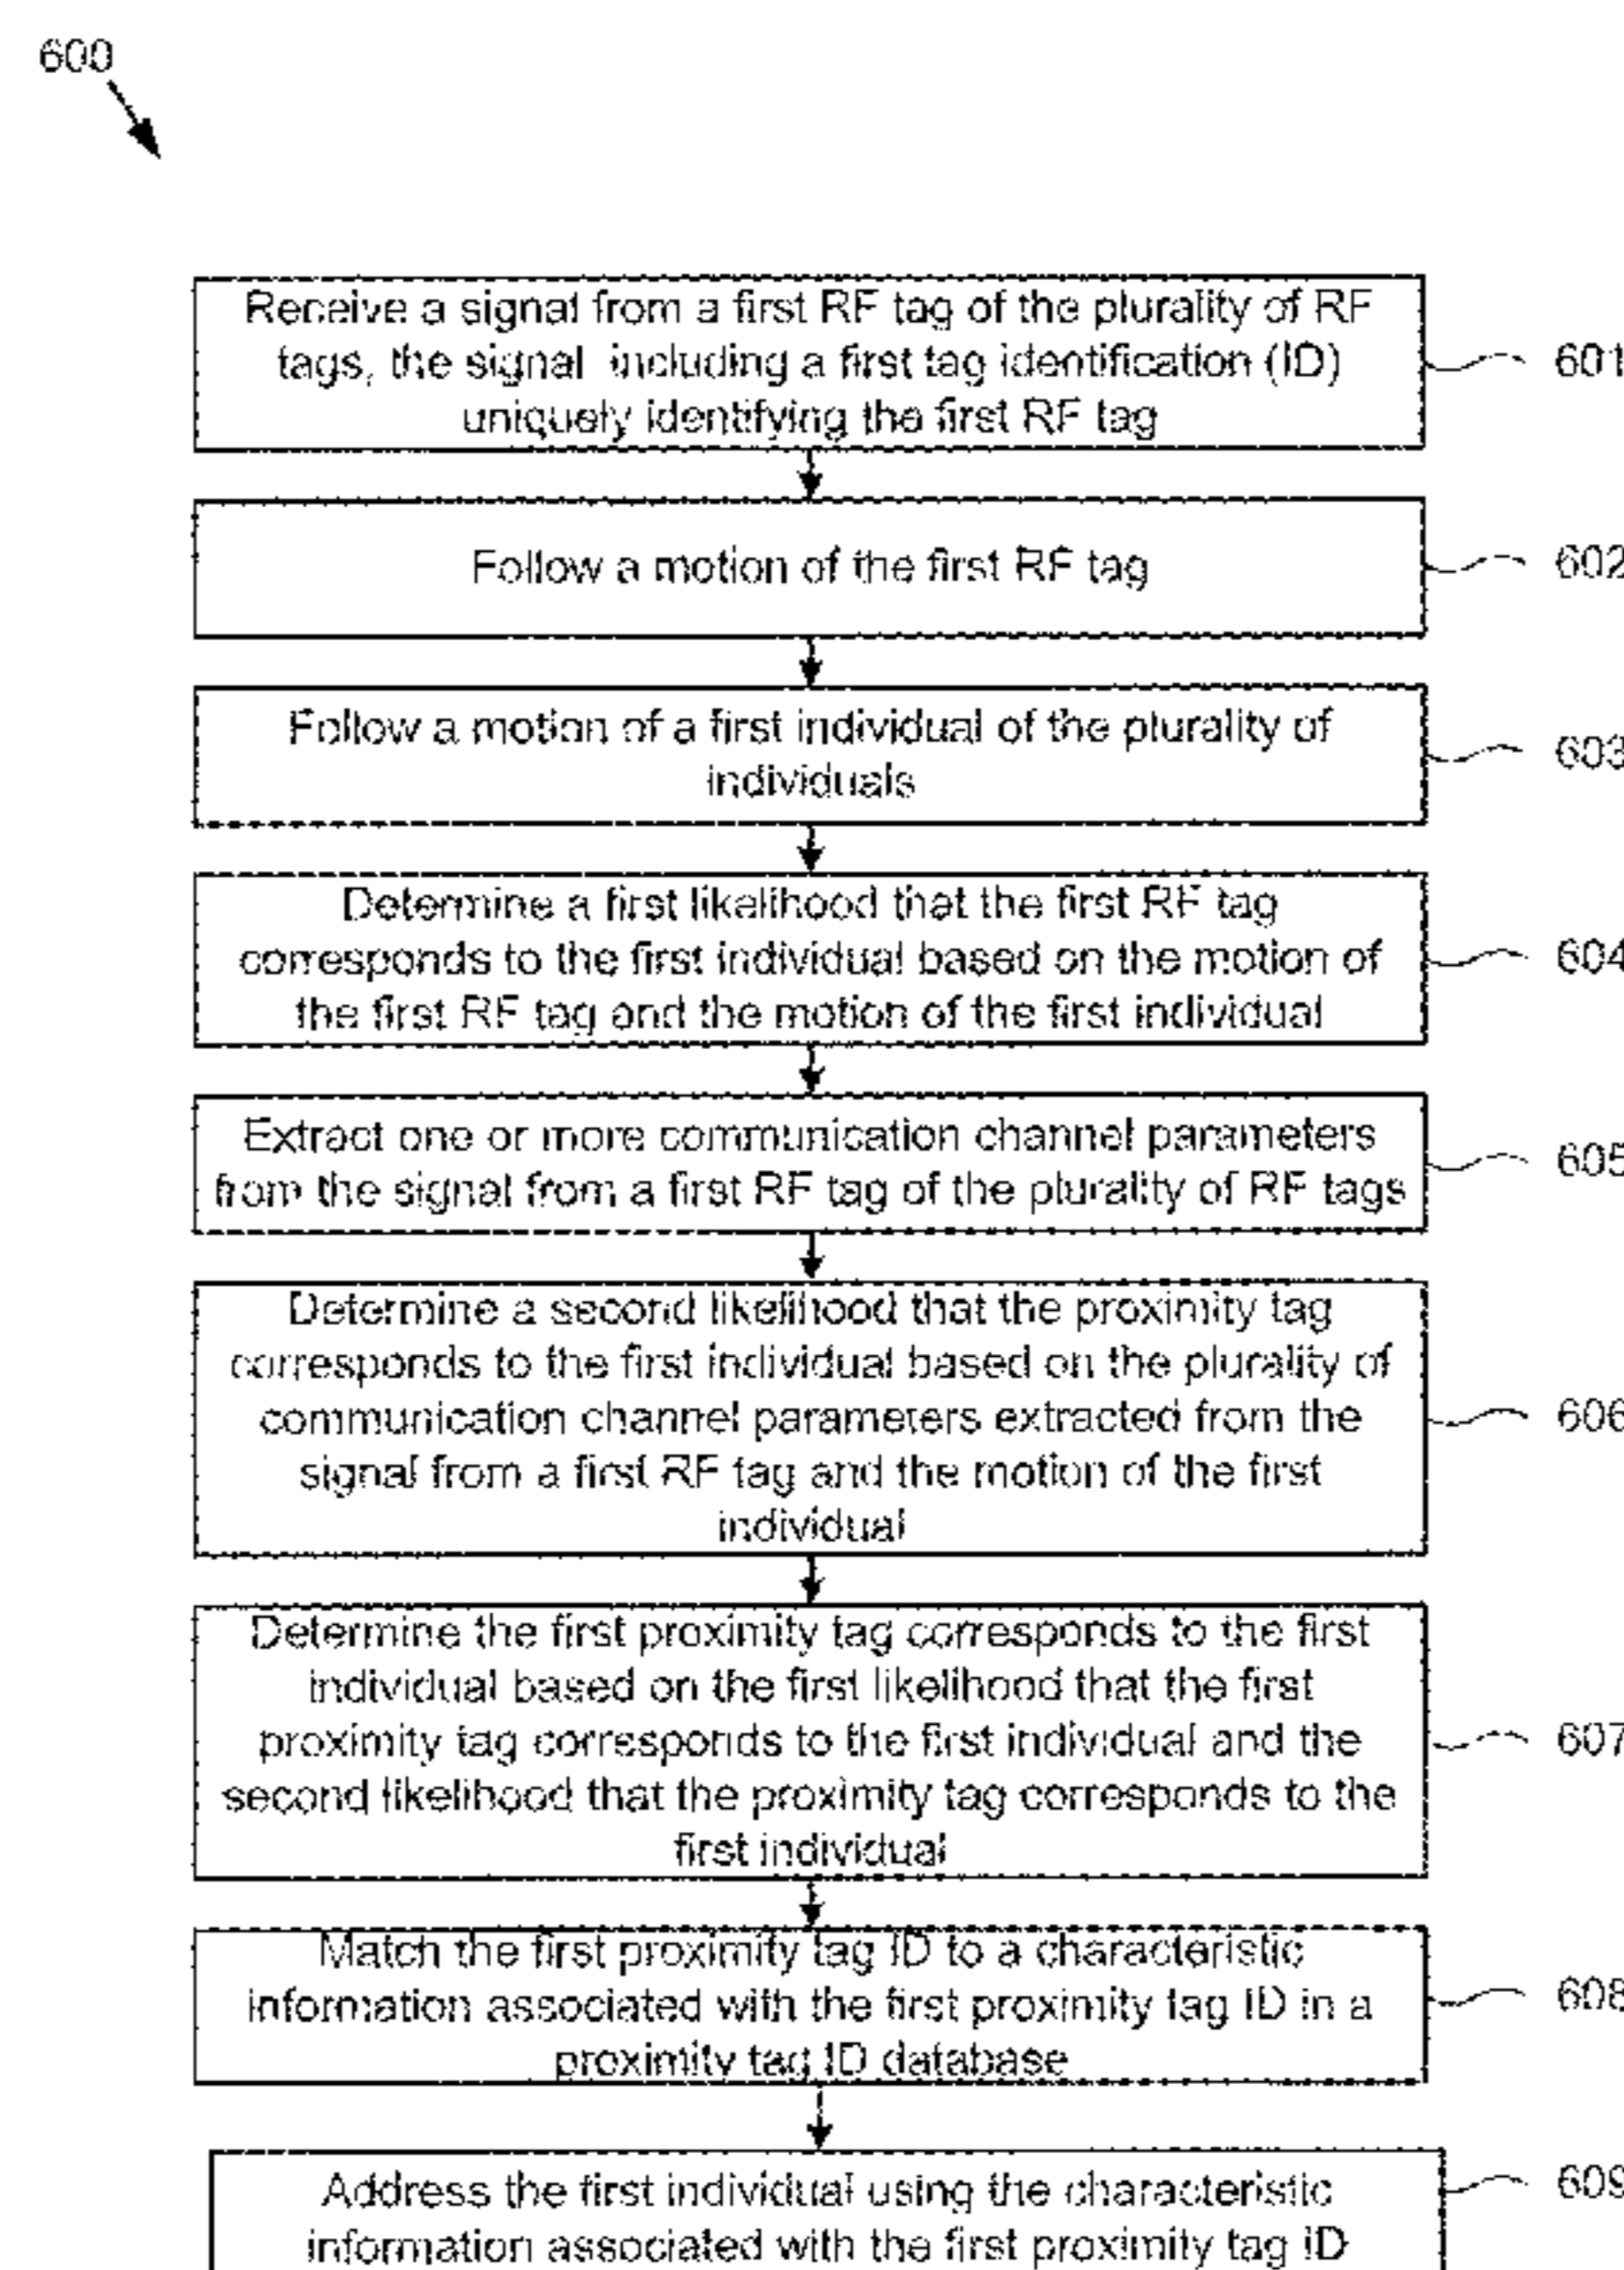 600
Receive a signal from a first RF tag of the plurality of RF
tags, the signal including a first tag identification (ID)
uniquely identifying the first RF tag
601
Follow a motion of the first RF tag
602
Follow a motion of a first individual of the plurality of
individuals
603
Determine a first likelihood that the first RF tag
corresponds to the first individual based on the motion of
the first RF tag and the motion of the first individual
604
Extract one or more communication channel parameters
from the signal from a first RF tag of the plurality of RF tags
605
Determine a second likelihood that the proximity tag
corresponds to the first individual based on the plurality of
communication channel parameters extracted from the
signal from a first RF tag and the motion of the first
individual
606
Determine the first proximity tag corresponds to the first
individual based on the first likelihood that the first
proximity tag corresponds to the first individual and the
second likelihood that the proximity tag corresponds to the
first individual
607
Match the first proximity tag ID to a characteristic
information associated with the first proximity tag ID in a
proximity tag ID database
608
Address the first individual using the characteristic
information associated with the first proximity tag ID
609